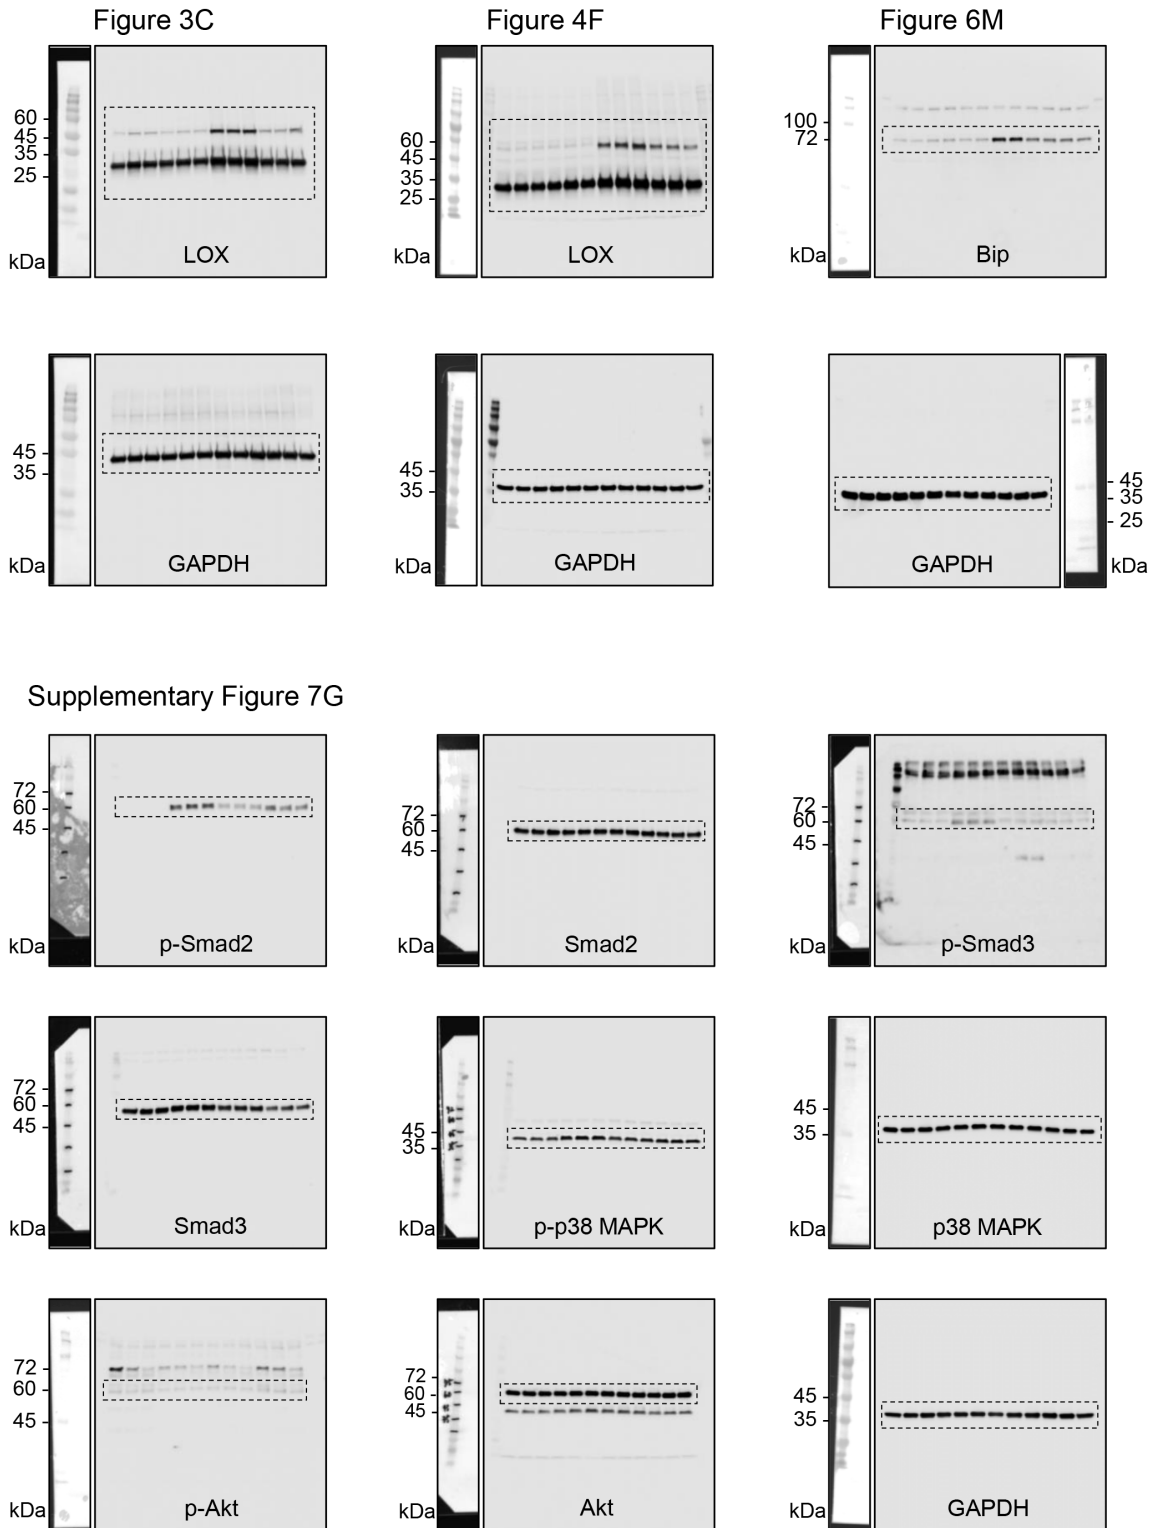 Figure 3C
Figure 4F
Figure 6M
60
45
35
25
kDa
LOX
60
45
35
25
kDa
LOX
100
72
kDa
Bip
45
35
kDa
GAPDH
45
35
kDa
GAPDH
45
35
25
kDa
GAPDH
Supplementary Figure 7G
72
60
45
kDa
p-Smad2
72
60
45
kDa
Smad2
72
60
45
kDa
p-Smad3
72
60
45
kDa
Smad3
45
35
kDa
p-p38 MAPK
45
35
kDa
p38 MAPK
72
60
45
kDa
p-Akt
72
60
45
kDa
Akt
45
35
kDa
GAPDH